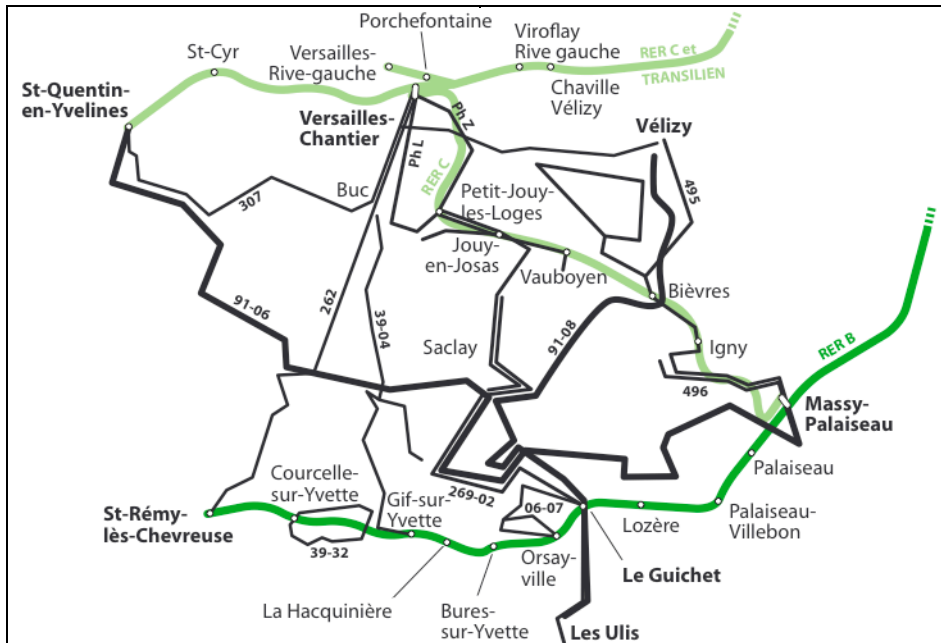 Porchefontaine
St-Cyr
Versailles-
Rive-gauche
Viroflay
Rive gauche
RER C et
TRANSILIEN
Chaville
Vélizy
St-Quentin-
en-Yvelines
Versailles-
Chantier
Ph Z
Vélizy
Ph L
RER C
495
Buc
307
Petit-Jouy-
les-Loges
Jouy-
en-Josas
Vauboyen
Bièvres
262
91-06
39-04
Saclay
91-08
Igny
RER B
496
Massy-
Palaiseau
Courcelle-
sur-Yvette
Gif-sur-
Yvette
269-02
06-07
Palaiseau
St-Rémy-
lès-Chevreuse
39-32
Lozère
Palaiseau-
Villebon
Orsay-
ville
Le Guichet
La Hacquinière
Bures-
sur-Yvette
Les Ulis